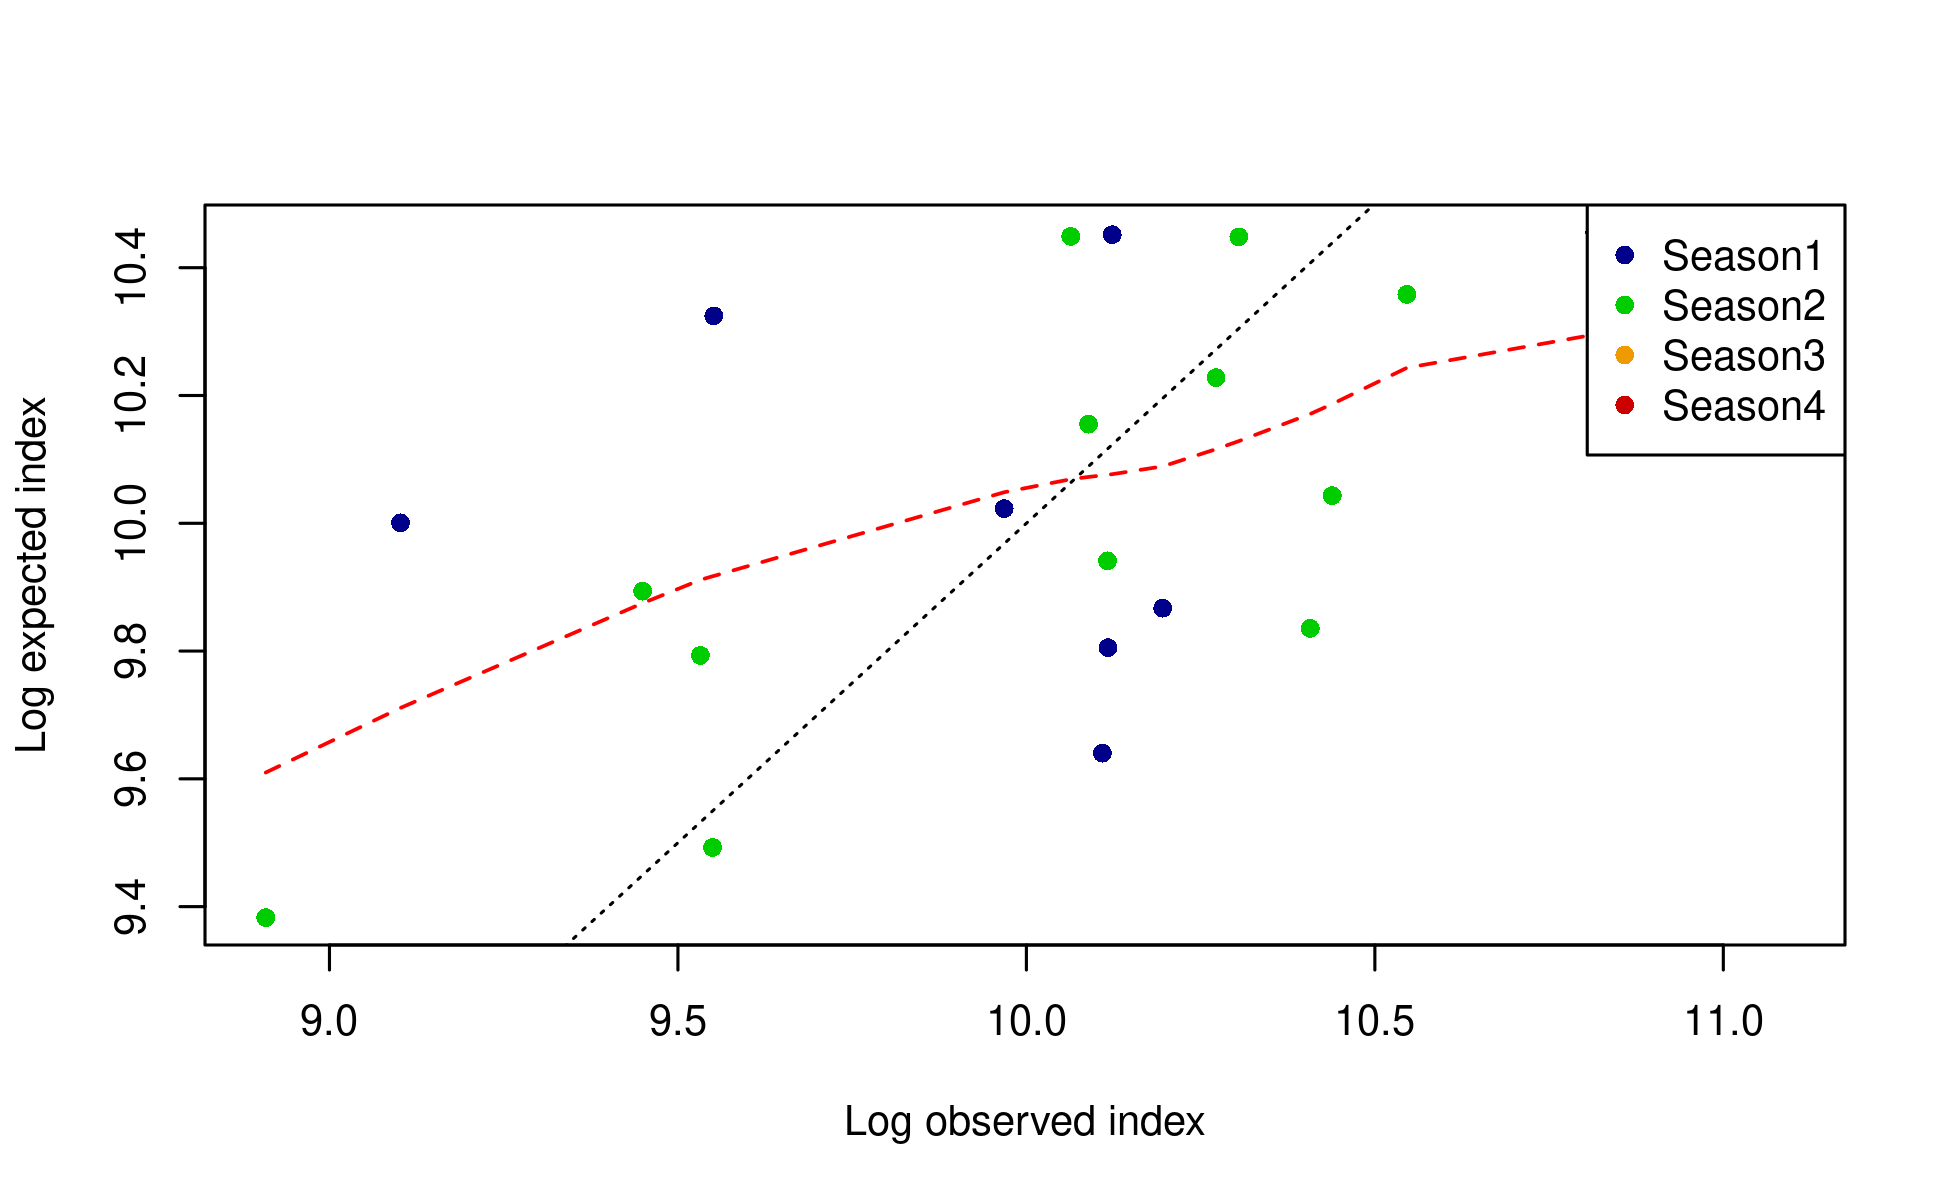 Log expected index
10.4
10.2
10.0
9.8
9.6
9.4
Season1
Season2
Season3
Season4
9.0 9.5 10.0 10.5 11.0
Log observed index